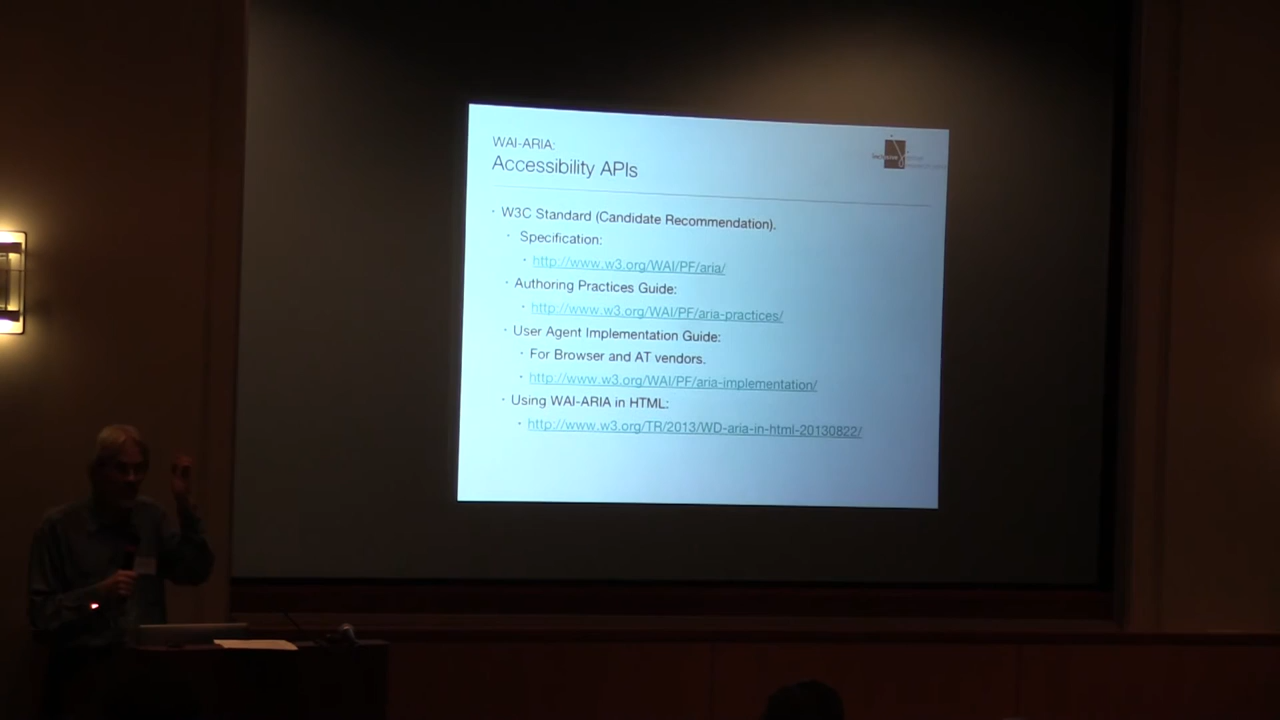 WAI-ARIA:
Accessibility APIs
· W3C Standard (Candidate Recommendation).
· Specification:
· http://www.w3.org/WAI/PF/aria/
· Authoring Practices Guide:
· http://www.w3.org/WAI/PF/aria-practices/
· User Agent Implementation Guide:
· For Browser and AT vendors.
· http://www.w3.org/WAI/PF/aria-implementation/
· Using WAI-ARIA in HTML:
· http://www.w3.org/TR/2013/WD-aria-in-html-20130822/